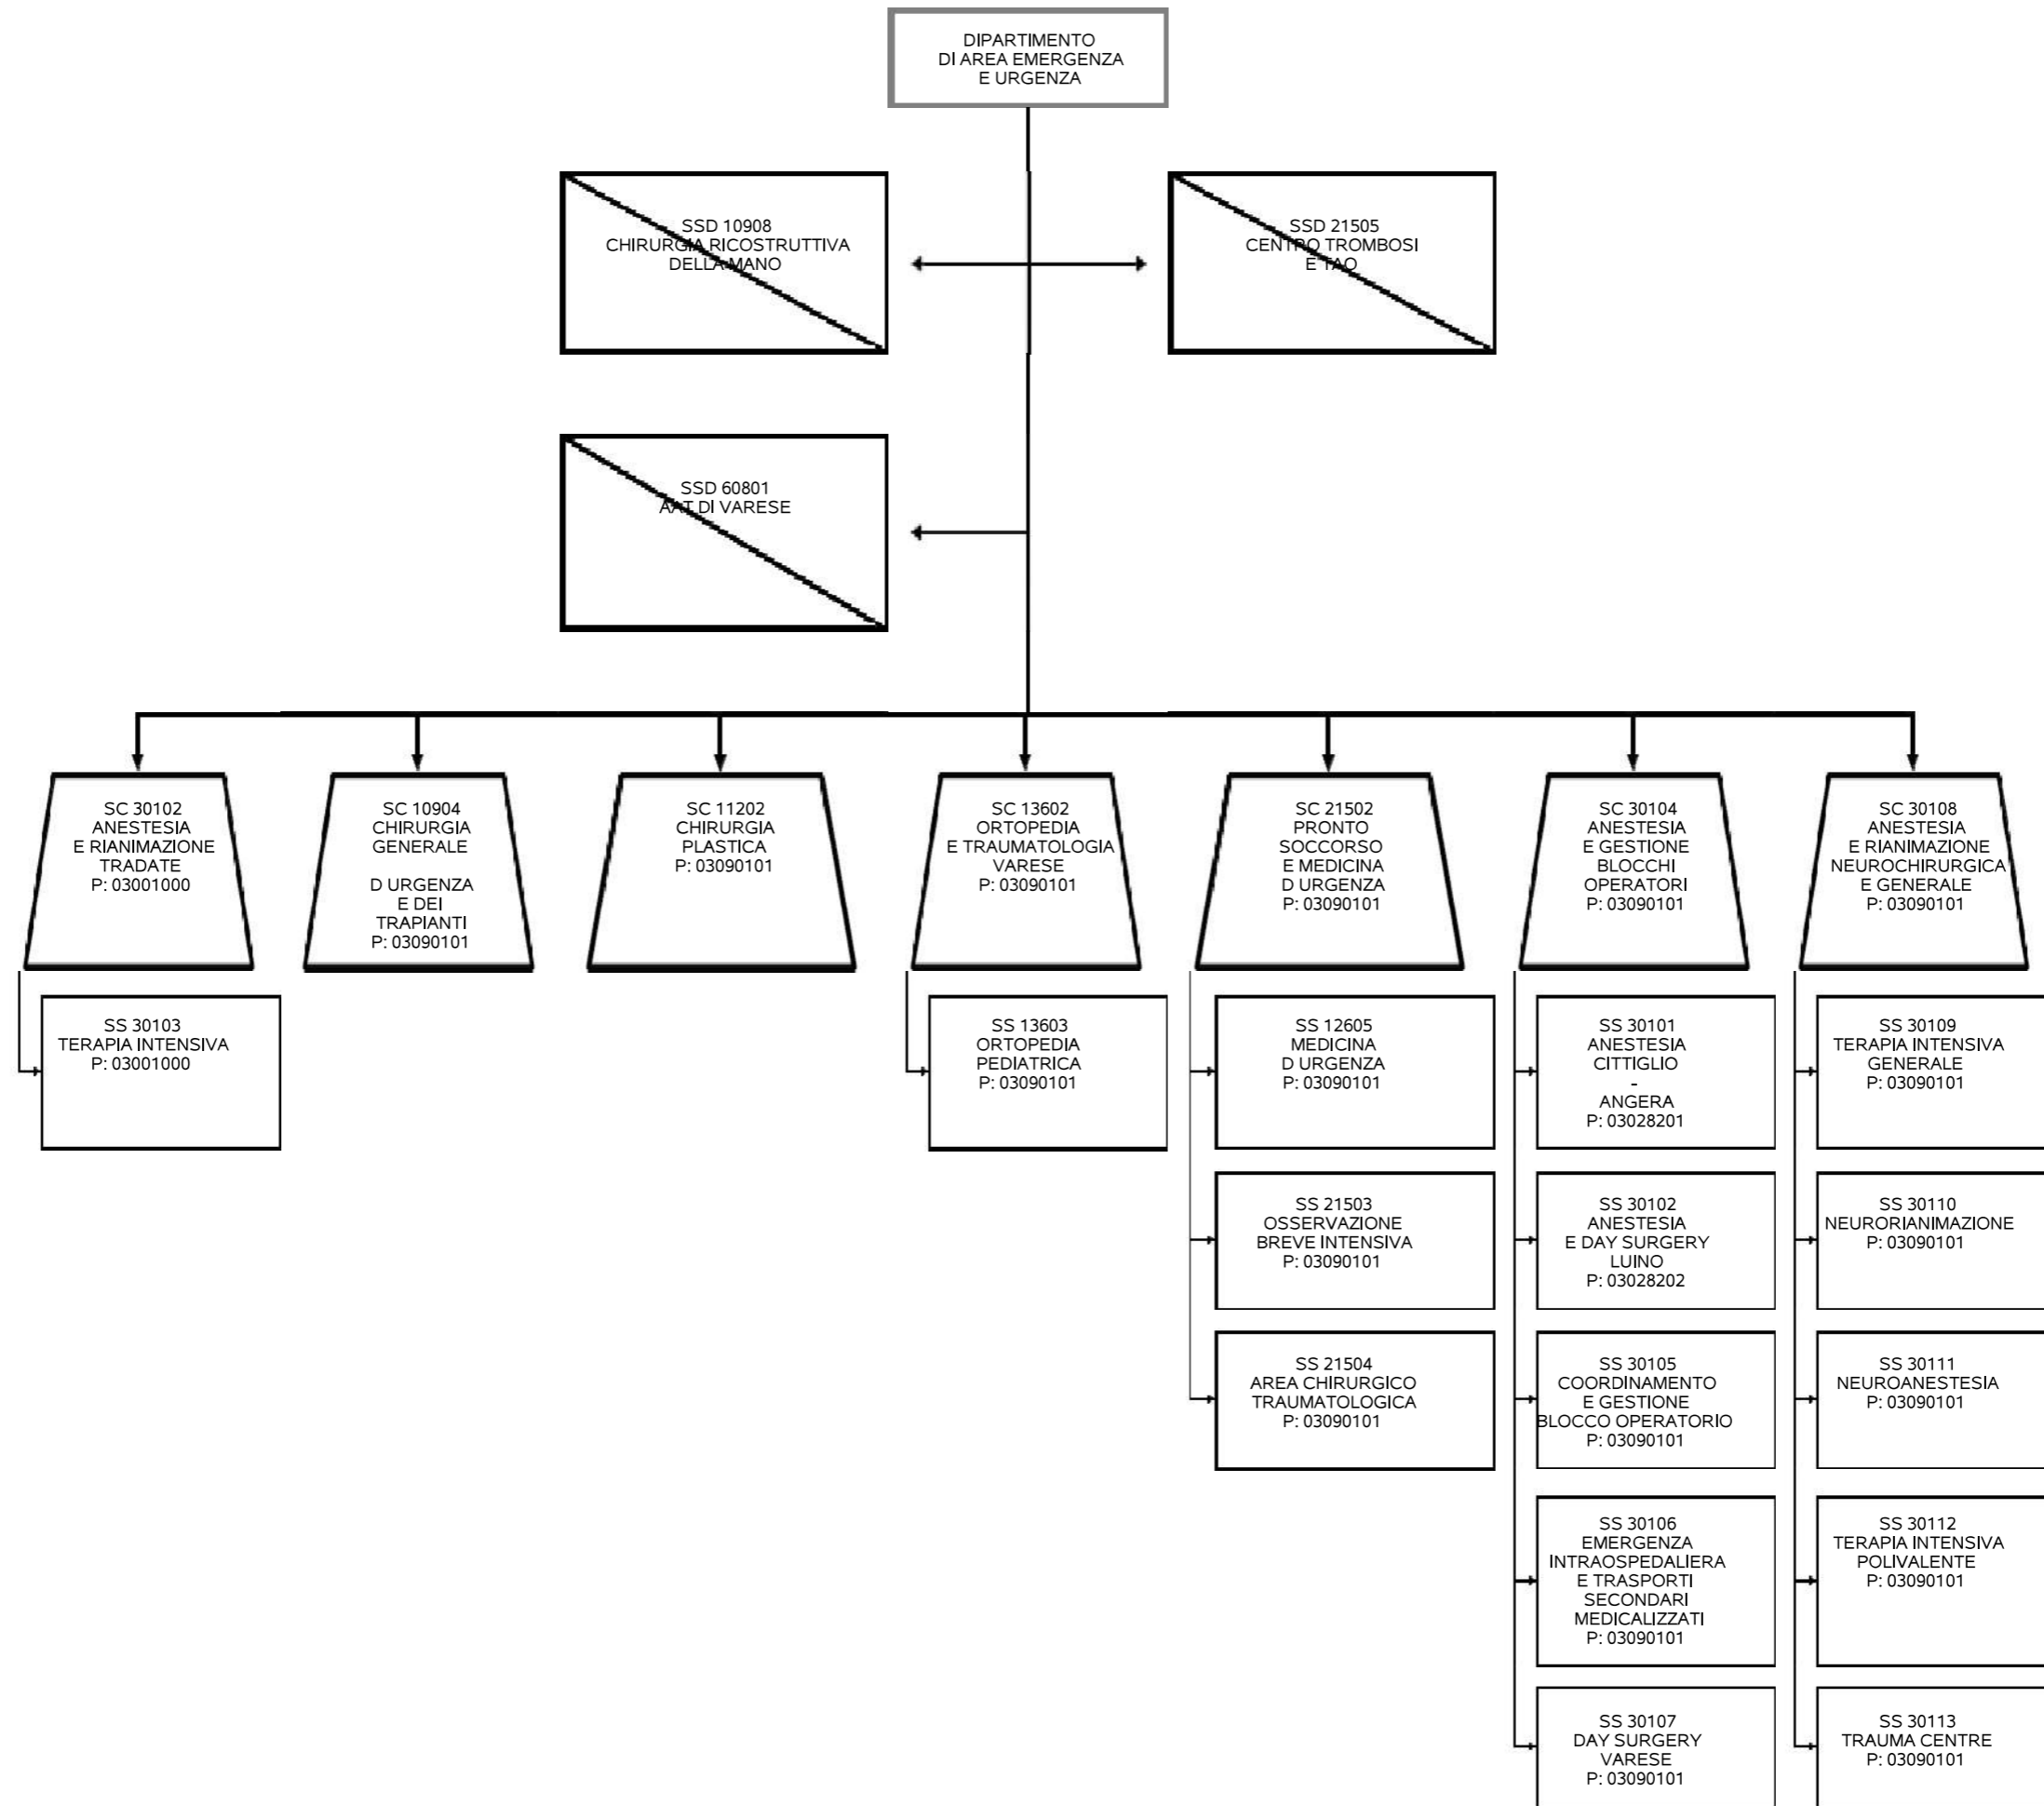 DIPARTIMENTO
DI AREA EMERGENZA
E URGENZA
SSD 10908
CHIRURGIA RICOSTRUTTIVA
DELLA MANO
SSD 21505
CENTRO TROMBOSI
E TAO
SSD 60801
AAT DI VARESE
SC 30102
ANESTESIA
E RIANIMAZIONE
TRADATE
P: 03001000
SC 10904
CHIRURGIA
GENERALE
D URGENZA
E DEI
TRAPIANTI
P: 03090101
SC 11202
CHIRURGIA
PLASTICA
P: 03090101
SC 13602
ORTOPEDIA
E TRAUMATOLOGIA
VARESE
P: 03090101
SC 21502
PRONTO
SOCCORSO
E MEDICINA
D URGENZA
P: 03090101
SC 30104
ANESTESIA
E GESTIONE
BLOCCHI
OPERATORI
P: 03090101
SC 30108
ANESTESIA
E RIANIMAZIONE
NEUROCHIRURGICA
E GENERALE
P: 03090101
SS 30103
TERAPIA INTENSIVA
P: 03001000
SS 13603
ORTOPEDIA
PEDIATRICA
P: 03090101
SS 12605
MEDICINA
D URGENZA
P: 03090101
SS 30101
ANESTESIA
CITTIGLIO
-
ANGERA
P: 03028201
SS 30109
TERAPIA INTENSIVA
GENERALE
P: 03090101
SS 21503
OSSERVAZIONE
BREVE INTENSIVA
P: 03090101
SS 30102
ANESTESIA
E DAY SURGERY
LUINO
P: 03028202
SS 30110
NEURORIANIMAZIONE
P: 03090101
SS 21504
AREA CHIRURGICO
TRAUMATOLOGICA
P: 03090101
SS 30105
COORDINAMENTO
E GESTIONE
BLOCCO OPERATORIO
P: 03090101
SS 30111
NEUROANESTESIA
P: 03090101
SS 30106
EMERGENZA
INTRAOSPEDALIERA
E TRASPORTI
SECONDARI
MEDICALIZZATI
P: 03090101
SS 30112
TERAPIA INTENSIVA
POLIVALENTE
P: 03090101
SS 30107
DAY SURGERY
VARESE
P: 03090101
SS 30113
TRAUMA CENTRE
P: 03090101